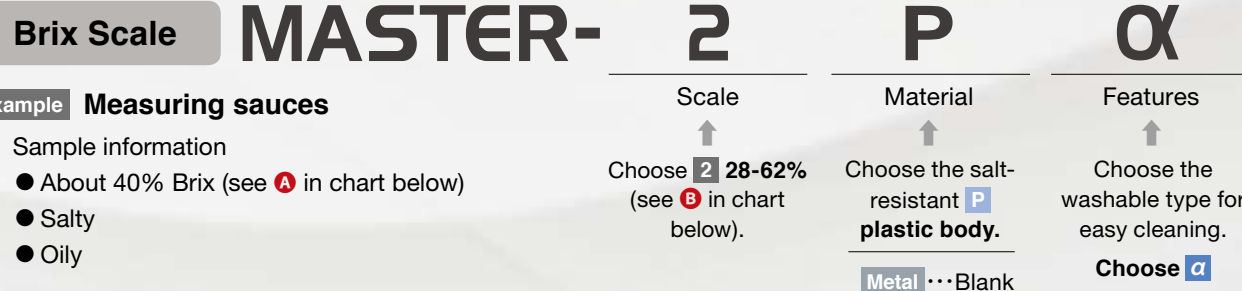 Brix Scale MASTER- 2 P α
Example Measuring sauces
Sample information
● About 40% Brix (see A in chart below)
● Salty
● Oily
Scale
Choose 2 28-62%
(see B in chart
below).
Material
Choose the salt-
resistant P
plastic body.
Metal ···Blank
Features
Choose the
washable type for
easy cleaning.
Choose α